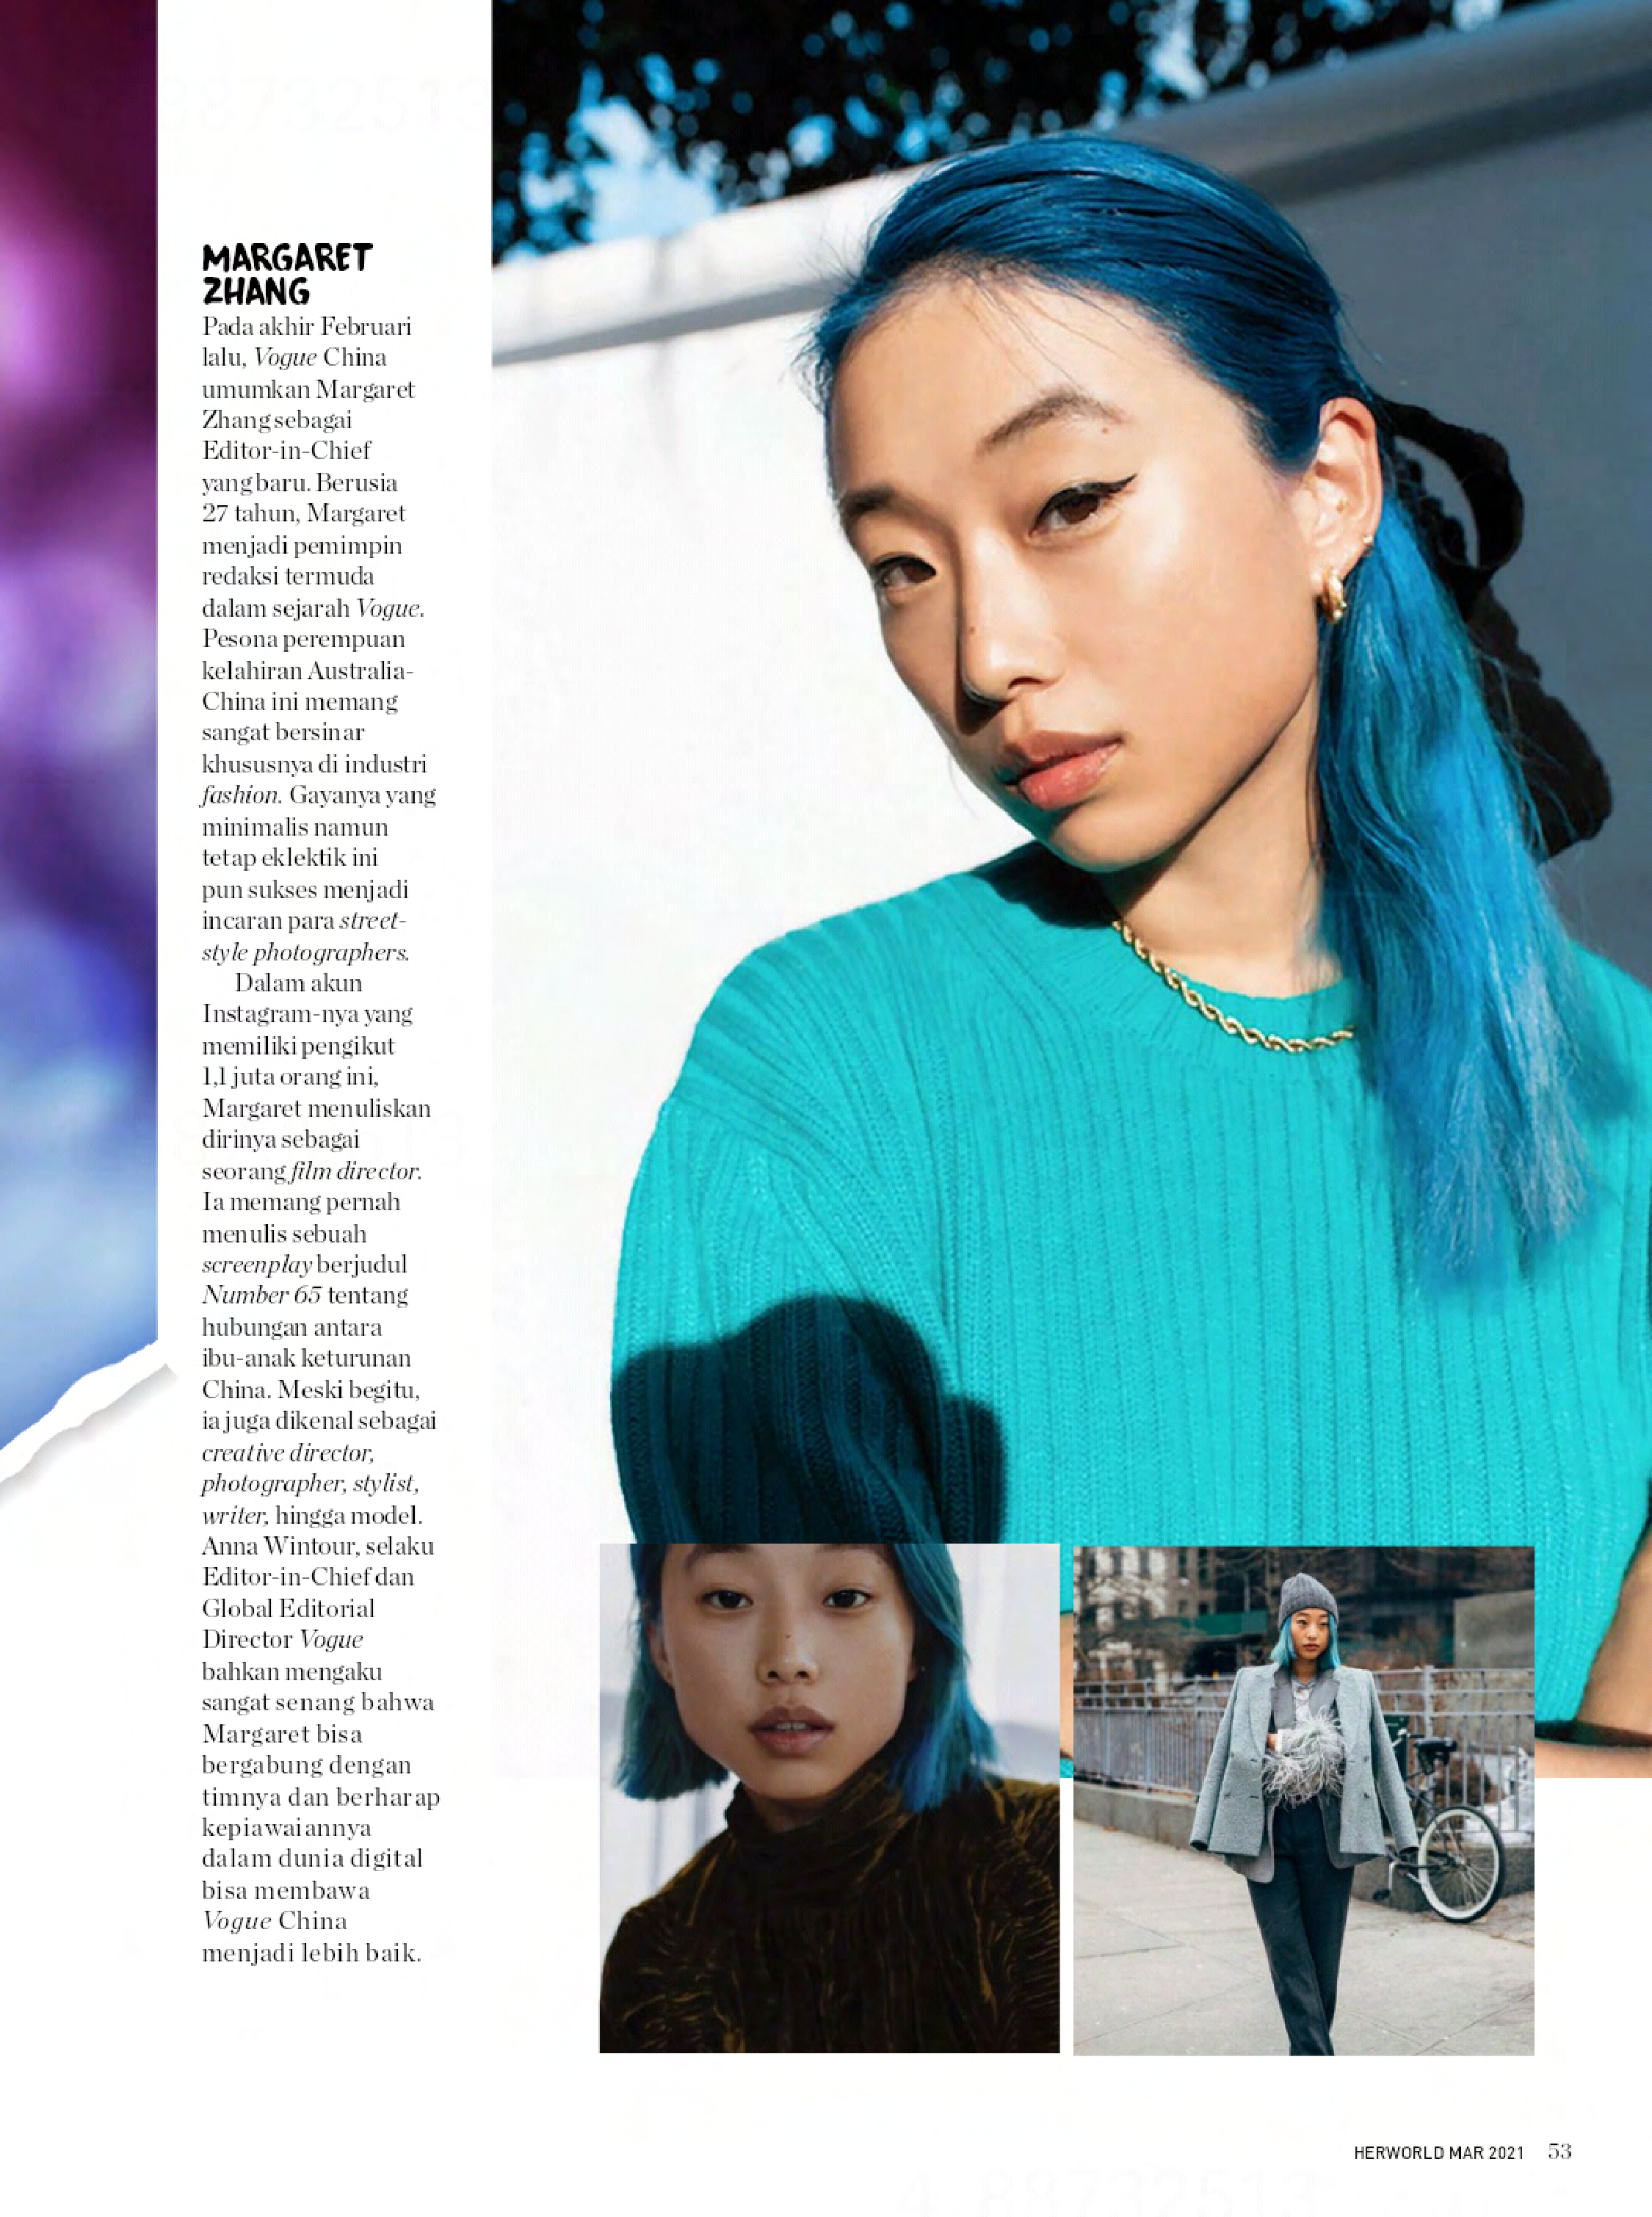 MARGARET
ZHANG
Pada akhir Februari
lalu, Vogue China
umumkan Margaret
Zhang sebagai
Editor-in-Chief
yang baru. Berusia
27 tahun, Margaret
menjadi pemimpin
redaksi termuda
dalam sejarah Vogue.
Pesona perempuan
kelahiran Australia-
China ini memang
sangat bersinar
khususnya di industri
fashion. Gayanya yang
minimalis namun
tetap eklektik ini
pun sukses menjadi
incaran para street-
style photographers.
Dalam akun
Instagram-nya yang
memiliki pengikut
1,1 juta orang ini,
Margaret menuliskan
dirinya sebagai
seorang film director.
Ia memang pernah
menulis sebuah
screenplay berjudul
Number 65 tentang
hubungan antara
ibu-anak keturunan
China. Meski begitu,
ia juga dikenal sebagai
creative director,
photographer, stylist,
writer, hingga model.
Anna Wintour, selaku
Editor-in-Chief dan
Global Editorial
Director Vogue
bahkan mengaku
sangat senang bahwa
Margaret bisa
bergabung dengan
timnya dan berharap
kepiawaiannya
dalam dunia digital
bisa membawa
Vogue China
menjadi lebih baik.
HERWORLD MAR 2021 53